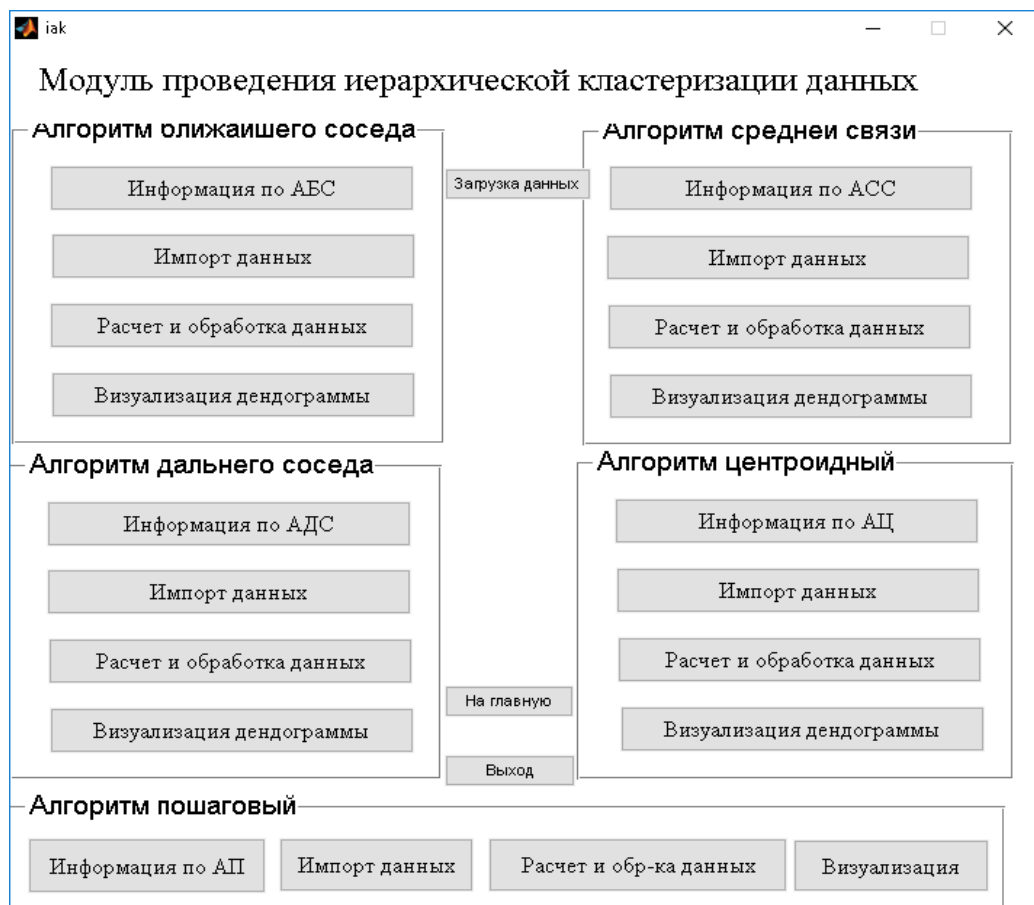 iak
Модуль проведения иерархической кластеризации данных
Алгоритм ближайшего соседа
Информация по АБС
Импорт данных
Расчет и обработка данных
Визуализация дендограммы
Загрузка данных
Алгоритм средней связи
Информация по АСС
Импорт данных
Расчет и обработка данных
Визуализация дендограммы
Алгоритм дальнего соседа
Информация по АДС
Импорт данных
Расчет и обработка данных
Визуализация дендограммы
На главную
Выход
Алгоритм центроидный
Информация по АЦ
Импорт данных
Расчет и обработка данных
Визуализация дендограммы
Алгоритм пошаговый
Информация по АП
Импорт данных
Расчет и обр-ка данных
Визуализация